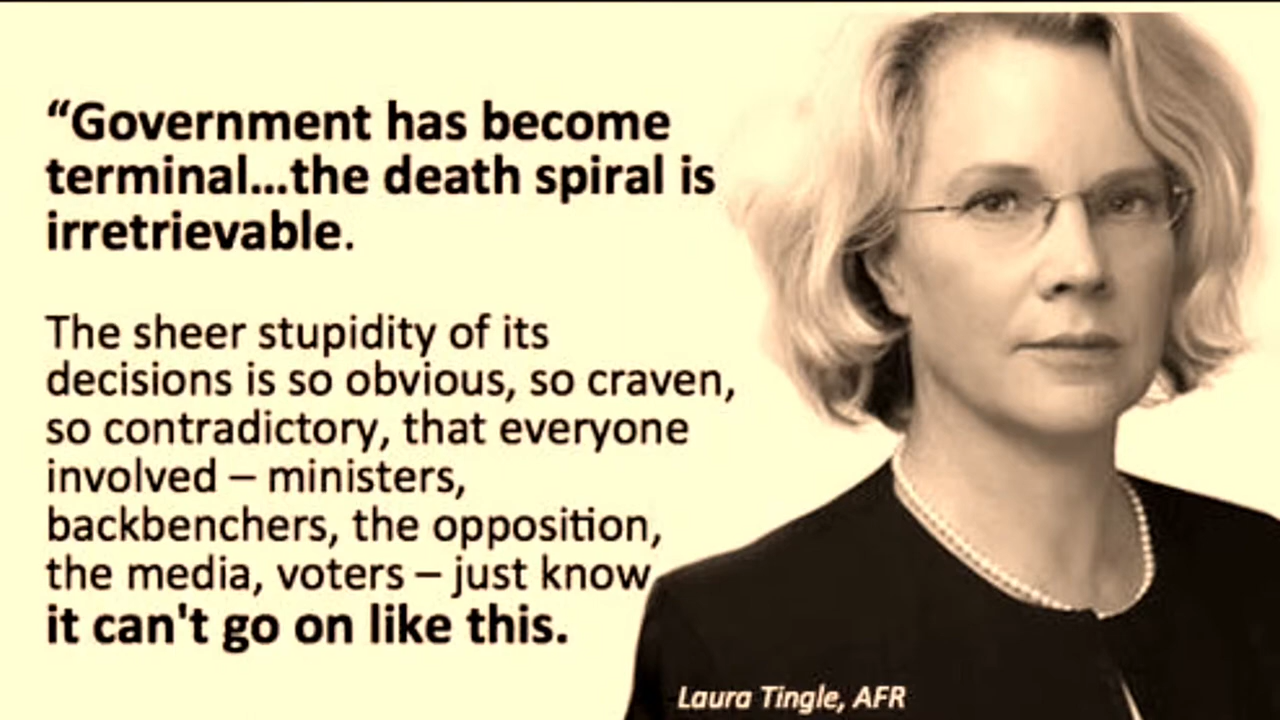 “Government has become
terminal...the death spiral is
irretrievable.
The sheer stupidity of its
decisions is so obvious, so craven,
so contradictory, that everyone
involved – ministers,
backbenchers, the opposition,
the media, voters – just know
it can't go on like this.
Laura Tingle, AFR